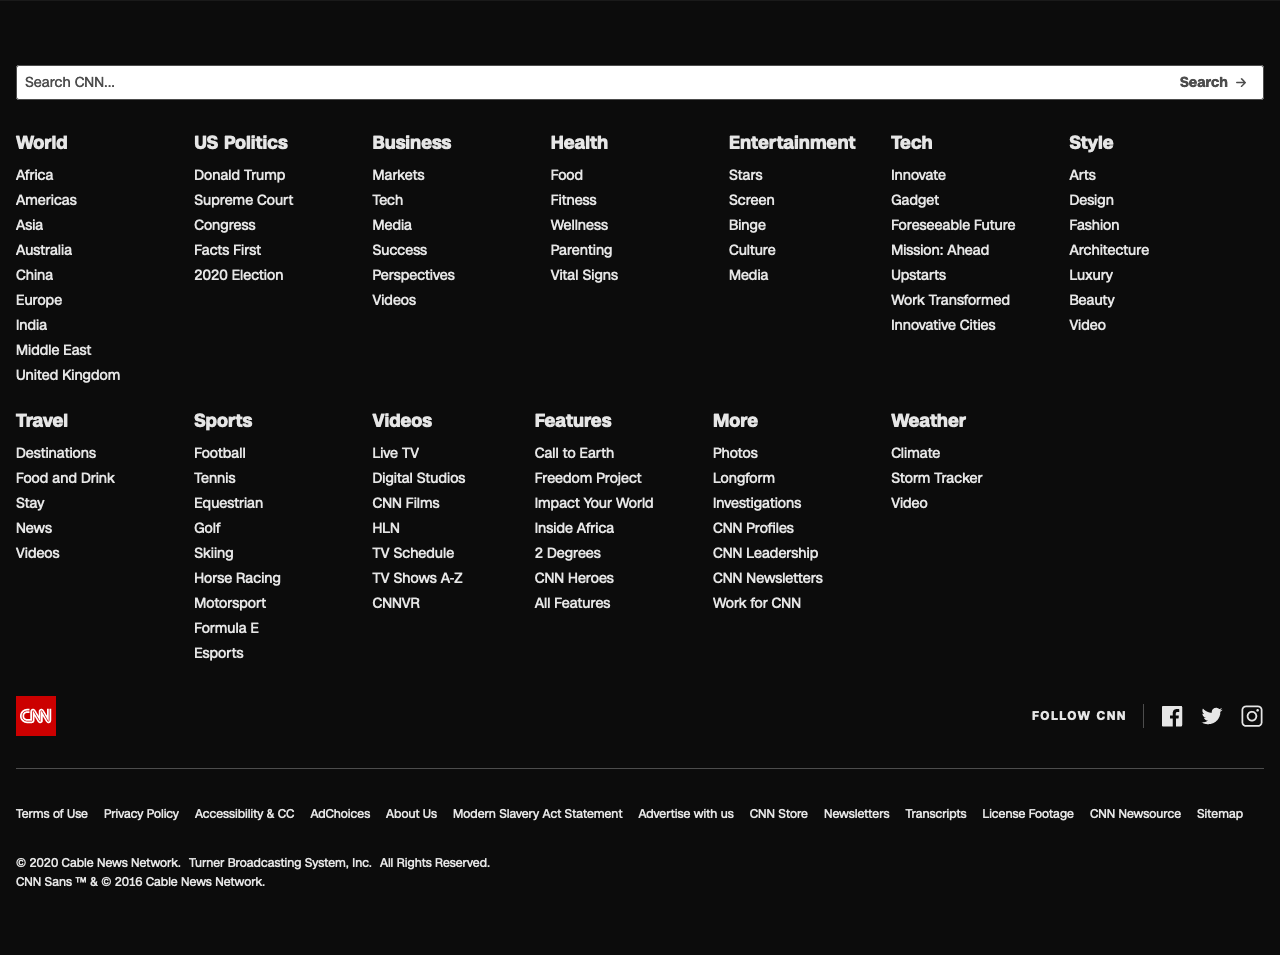 Search CNN...
Search →
World
Africa
Americas
Asia
Australia
China
Europe
India
Middle East
United Kingdom
US Politics
Donald Trump
Supreme Court
Congress
Facts First
2020 Election
Business
Markets
Tech
Media
Success
Perspectives
Videos
Health
Food
Fitness
Wellness
Parenting
Vital Signs
Entertainment
Stars
Screen
Binge
Culture
Media
Tech
Innovate
Gadget
Foreseeable Future
Mission: Ahead
Upstarts
Work Transformed
Innovative Cities
Style
Arts
Design
Fashion
Architecture
Luxury
Beauty
Video
Travel
Destinations
Food and Drink
Stay
News
Videos
Sports
Football
Tennis
Equestrian
Golf
Skiing
Horse Racing
Motorsport
Formula E
Esports
Videos
Live TV
Digital Studios
CNN Films
HLN
TV Schedule
TV Shows A-Z
CNNVR
Features
Call to Earth
Freedom Project
Impact Your World
Inside Africa
2 Degrees
CNN Heroes
All Features
More
Photos
Longform
Investigations
CNN Profiles
CNN Leadership
CNN Newsletters
Work for CNN
Weather
Climate
Storm Tracker
Video
CNN
FOLLOW CNN
Terms of Use Privacy Policy Accessibility & CC AdChoices About Us Modern Slavery Act Statement Advertise with us CNN Store Newsletters Transcripts License Footage CNN Newsource Sitemap
© 2020 Cable News Network. Turner Broadcasting System, Inc. All Rights Reserved.
CNN Sans ™ & © 2016 Cable News Network.